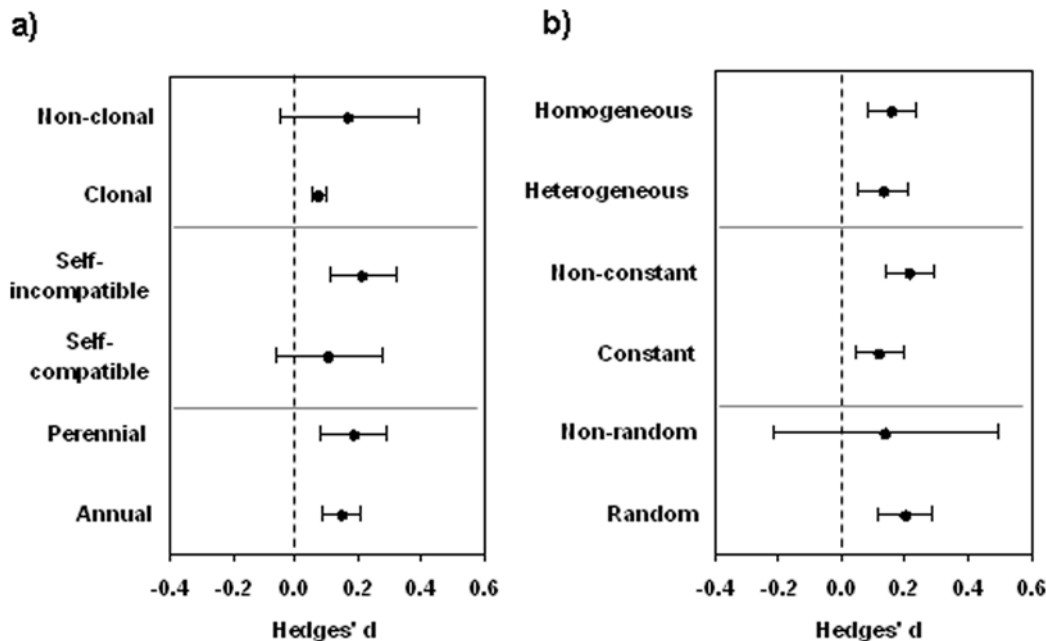 a)
Non-clonal
Clonal
Self-
incompatible
Self-
compatible
Perennial
Annual
-0.4 -0.2 0.0 0.2 0.4 0.6
Hedges' d
b)
Homogeneous
Heterogeneous
Non-constant
Constant
Non-random
Random
-0.4 -0.2 0.0 0.2 0.4 0.6
Hedges' d